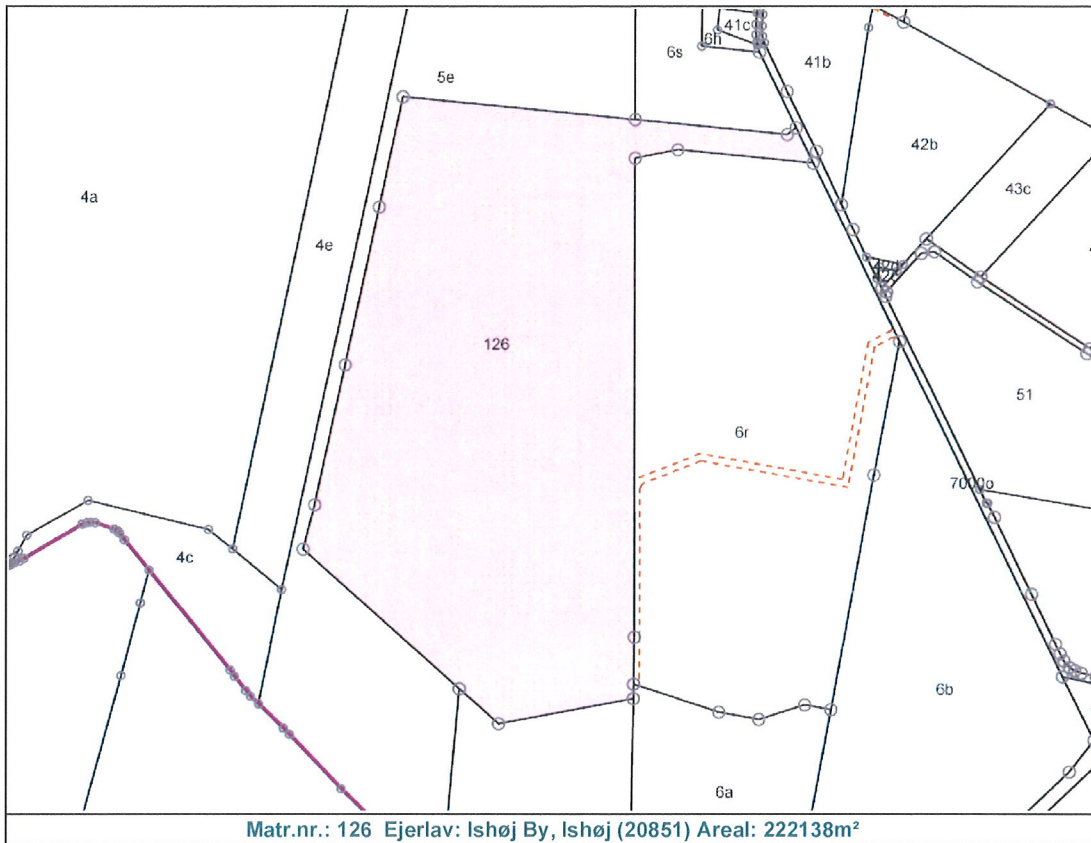 41c
6h
6s
41b
5e
42b
43c
4a
4e
126
51
6r
7000o
4c
6b
6a
Matr.nr.: 126 Ejerlav: Ishøj By, Ishøj (20851) Areal: 222138m²